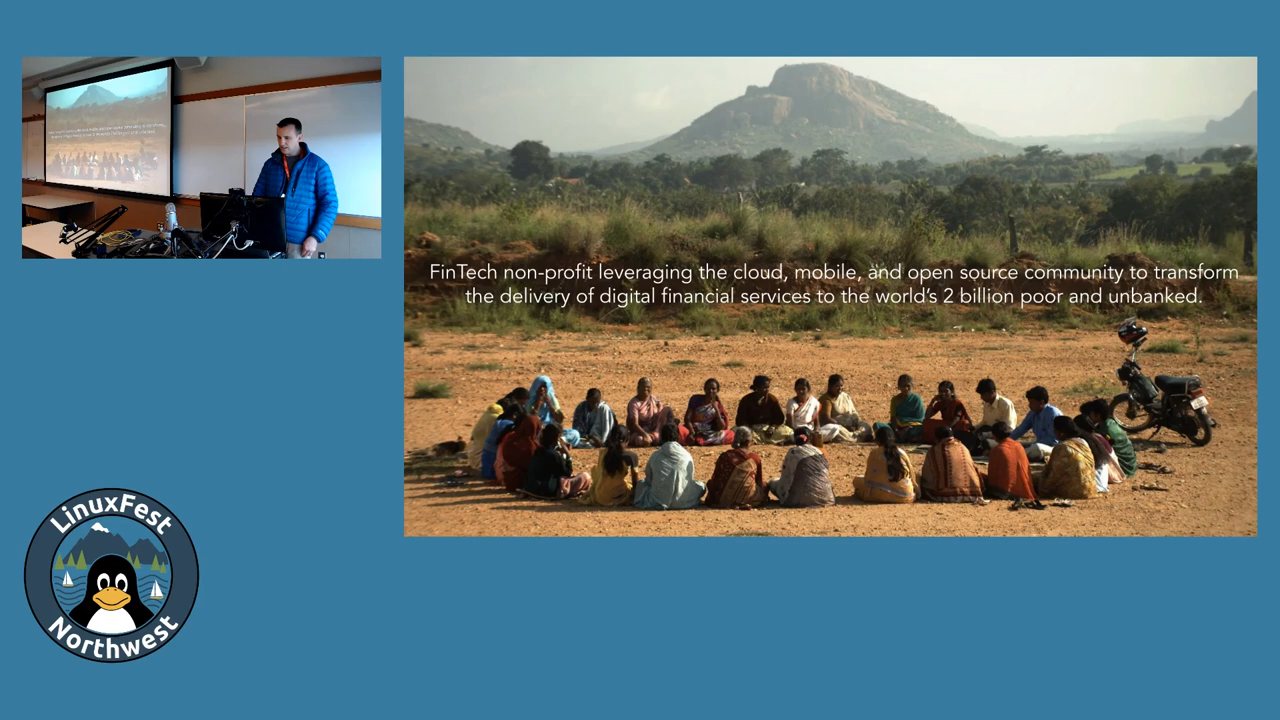 FinTech non-profit leveraging the cloud, mobile, and open source community to transform
the delivery of digital financial services to the world's 2 billion poor and unbanked.
LinuxFest
Northwest